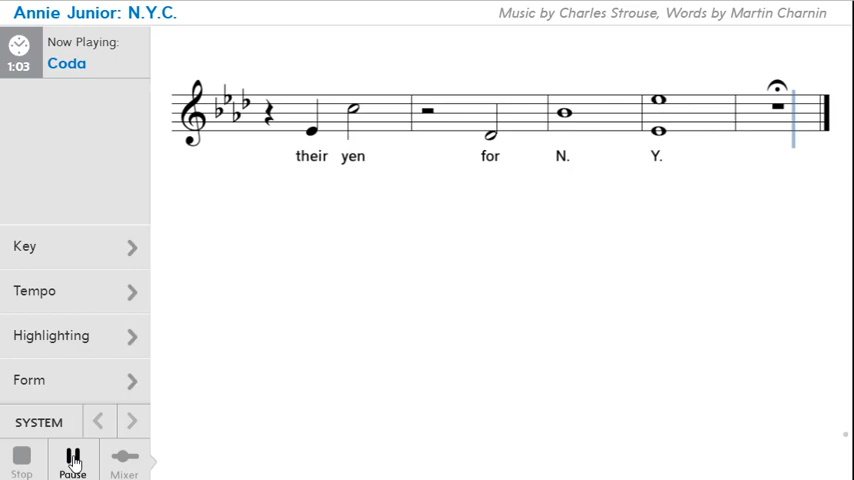 Annie Junior: N.Y.C.
Music by Charles Strouse, Words by Martin Charnin
Now Playing:
Coda
1:03
their yen for N. Y.
Key
Tempo
Highlighting
Form
SYSTEM
Stop Pause Mixer